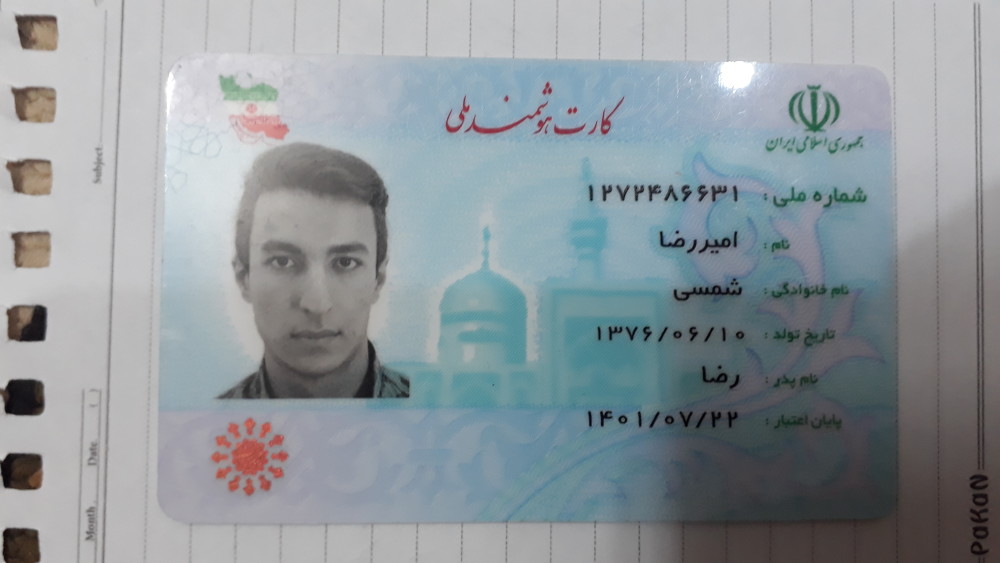 کارت هوشمند ملی
جمهوری اسلامی ایران
شماره ملی : ۱۲۷۲۴۸۶۶۳۱
نام : امیررضا
نام خانوادگی : شمسی
تاریخ تولد : ۱۳۷۶/۰۶/۱۰
نام پدر : رضا
پایان اعتبار : ۱۴۰۱/۰۷/۲۲
Subject
Month Date ( )
PaKaN